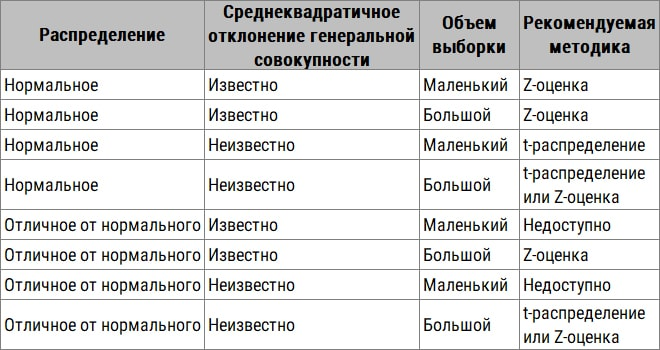 Распределение Среднеквадратичное отклонение генеральной совокупности Объем выборки Рекомендуемая методика
Нормальное Известно Маленький Z-оценка
Нормальное Известно Большой Z-оценка
Нормальное Неизвестно Маленький t-распределение
Нормальное Неизвестно Большой t-распределение или Z-оценка
Отличное от нормального Известно Маленький Недоступно
Отличное от нормального Известно Большой Z-оценка
Отличное от нормального Неизвестно Маленький Недоступно
Отличное от нормального Неизвестно Большой t-распределение или Z-оценка